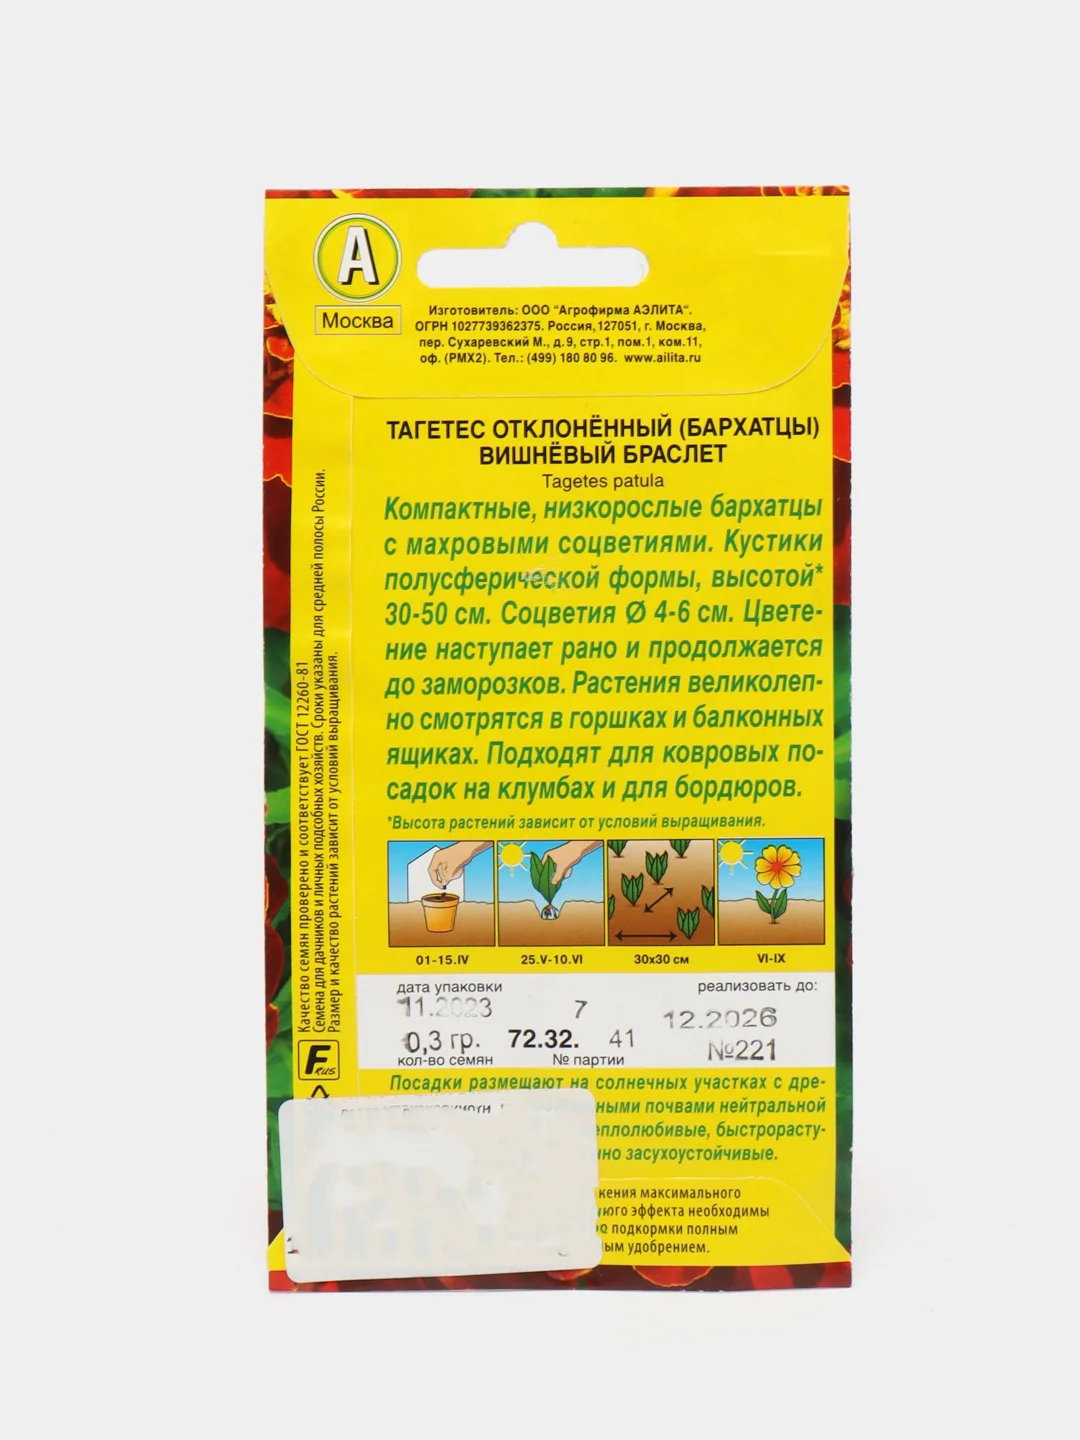 А
Москва
Изготовитель: ООО "Агрофирма АЭЛИТА".
ОГРН 1027739362375. Россия,127051, г. Москва,
пер. Сухаревский М., д.9, стр.1, пом.1, ком.11,
оф. (РМХ2). Тел.: (499) 180 80 96. www.ailita.ru
ТАГЕТЕС ОТКЛОНЁННЫЙ (БАРХАТЦЫ)
ВИШНЁВЫЙ БРАСЛЕТ
Tagetes patula
Компактные, низкорослые бархатцы
с махровыми соцветиями. Кустики
полусферической формы, высотой*
30-50 см. Соцветия Ø 4-6 см. Цвете-
ние наступает рано и продолжается
до заморозков. Растения великолеп-
но смотрятся в горшках и балконных
ящиках. Подходят для ковровых по-
садок на клумбах и для бордюров.
*Высота растений зависит от условий выращивания.
01-15.IV
25.V-10.VI
30x30 см
VI-IX
дата упаковки
реализовать до:
11.2023
7
12.2026
0,3 гр.
72.32.
41
№221
кол-во семян
№ партии
Посадки размещают на солнечных участках с дре-
ными почвами нейтральной
еплолюбивые, быстрорасту-
но засухоустойчивые.
жения максимального
ого эффекта необходимы
подкормки полным
ым удобрением.
Качество семян проверено и соответствует ГОСТ 12260-81
Семена для дачников и личных подсобных хозяйств. Сроки указаны для средней полосы России.
Размер и качество растений зависит от условий выращивания.
F RUS